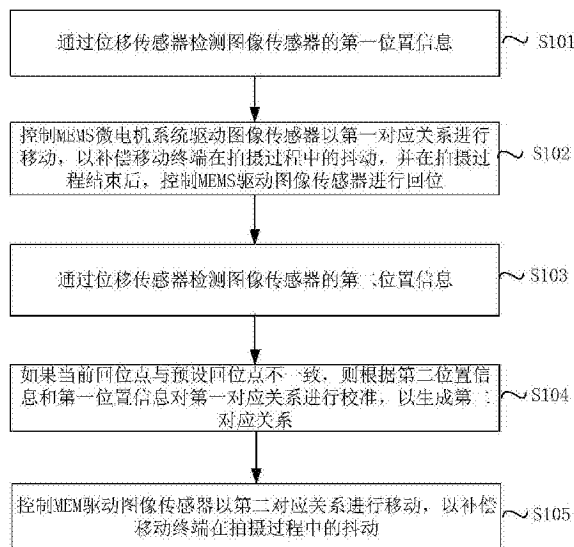 通过位移传感器检测图像传感器的第一位置信息
S101
控制MEMS微电机系统驱动图像传感器以第一对应关系进行
移动，以补偿移动终端在拍摄过程中的抖动，并在拍摄过
程结束后，控制MEMS驱动图像传感器进行回位
S102
通过位移传感器检测图像传感器的第二位置信息
S103
如果当前回位点与预设回位点不一致，则根据第二位置信
息和第一位置信息对第一对应关系进行校准，以生成第二
对应关系
S104
控制MEM驱动图像传感器以第二对应关系进行移动，以补偿
移动终端在拍摄过程中的抖动
S105